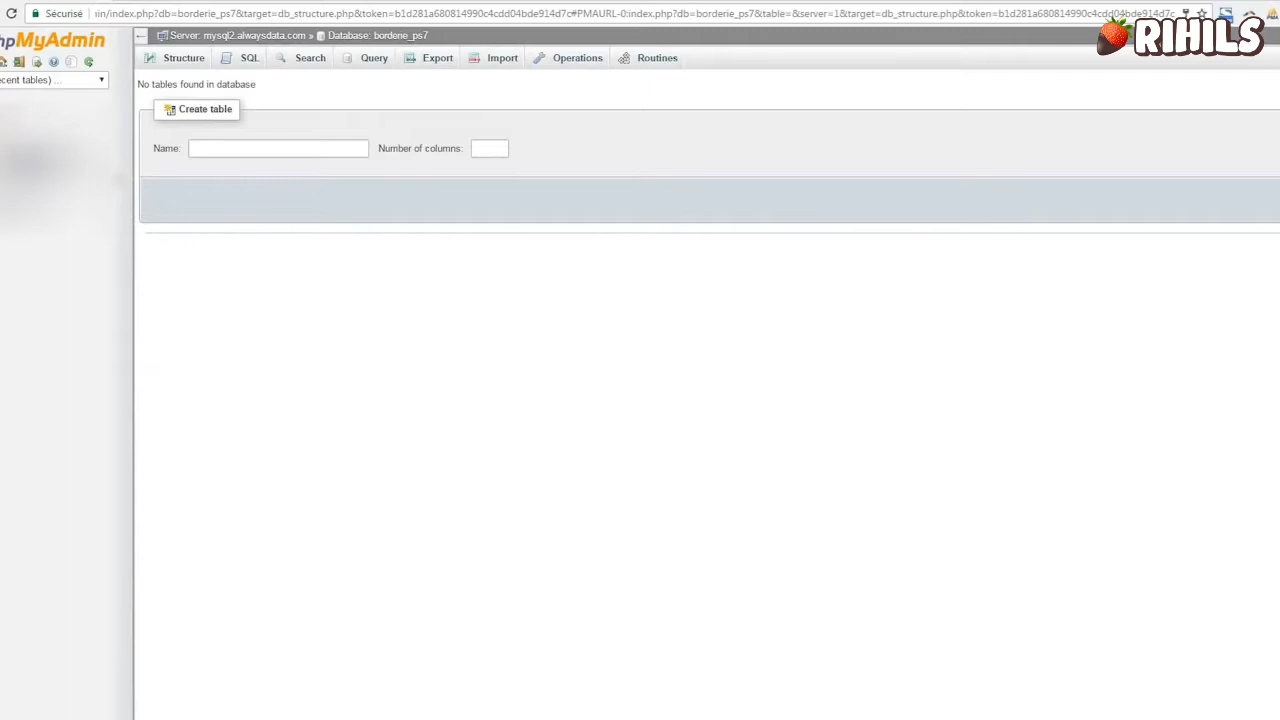 Sécurisé iin/index.php?db=borderie_ps7&target=db_structure.php&token=b1d281a680814990c4cdd04bde914d7c#PMAURL-0:index.php?db=borderie_ps7&table=&server=1&target=db_structure.php&token=b1d281a680814990c4cdd04bde914d7c
RIHILS
hpMyAdmin
Server: mysql2.alwaysdata.com » Database: borderie_ps7
Structure SQL Search Query Export Import Operations Routines
ecent tables) ...
No tables found in database
Create table
Name: Number of columns: